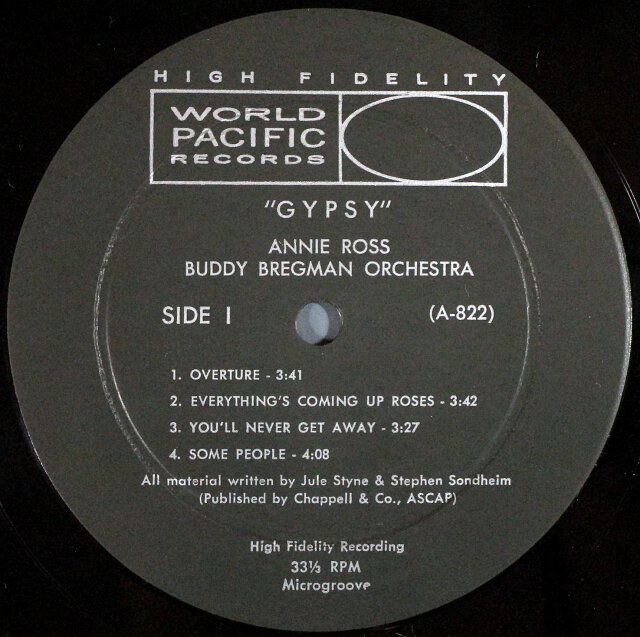 HIGH FIDELITY
WORLD
PACIFIC
RECORDS
"GYPSY"
ANNIE ROSS
BUDDY BREGMAN ORCHESTRA
SIDE I (A-822)
1. OVERTURE - 3:41
2. EVERYTHING'S COMING UP ROSES - 3:42
3. YOU'LL NEVER GET AWAY - 3:27
4. SOME PEOPLE - 4:08
All material written by Jule Styne & Stephen Sondheim
(Published by Chappell & Co., ASCAP)
High Fidelity Recording
33⅓ RPM
Microgroove